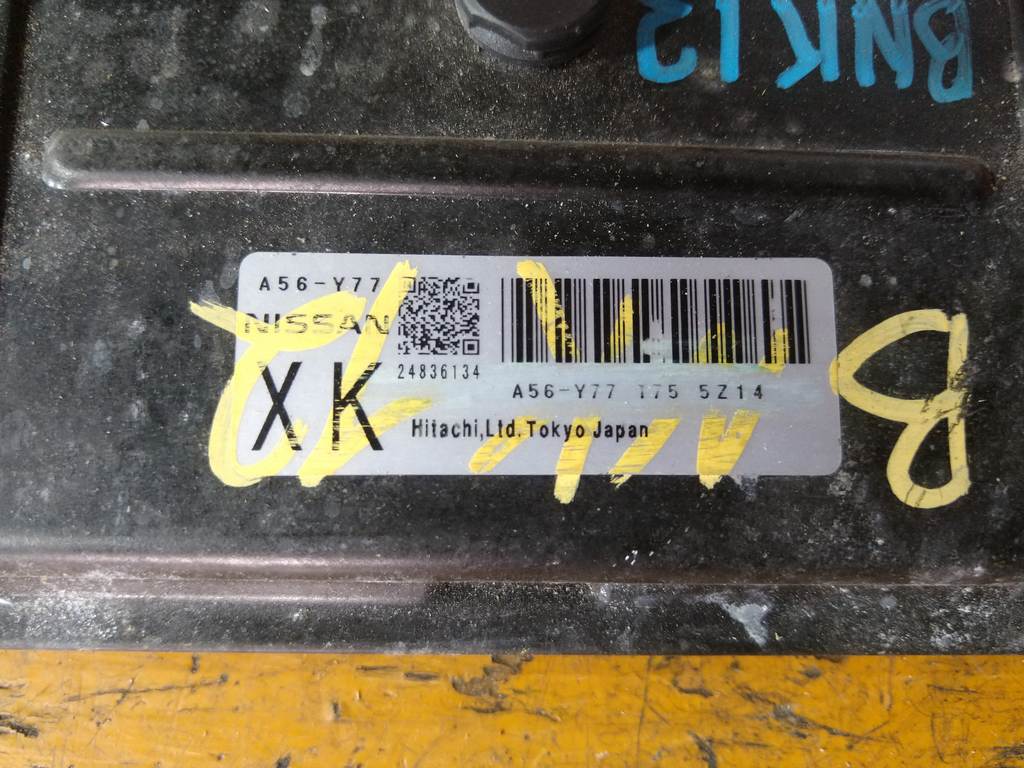 BNK13
A56-Y77
NISSAN
XK
24836134
A56-Y77 175 5Z14
Hitachi,Ltd.Tokyo Japan